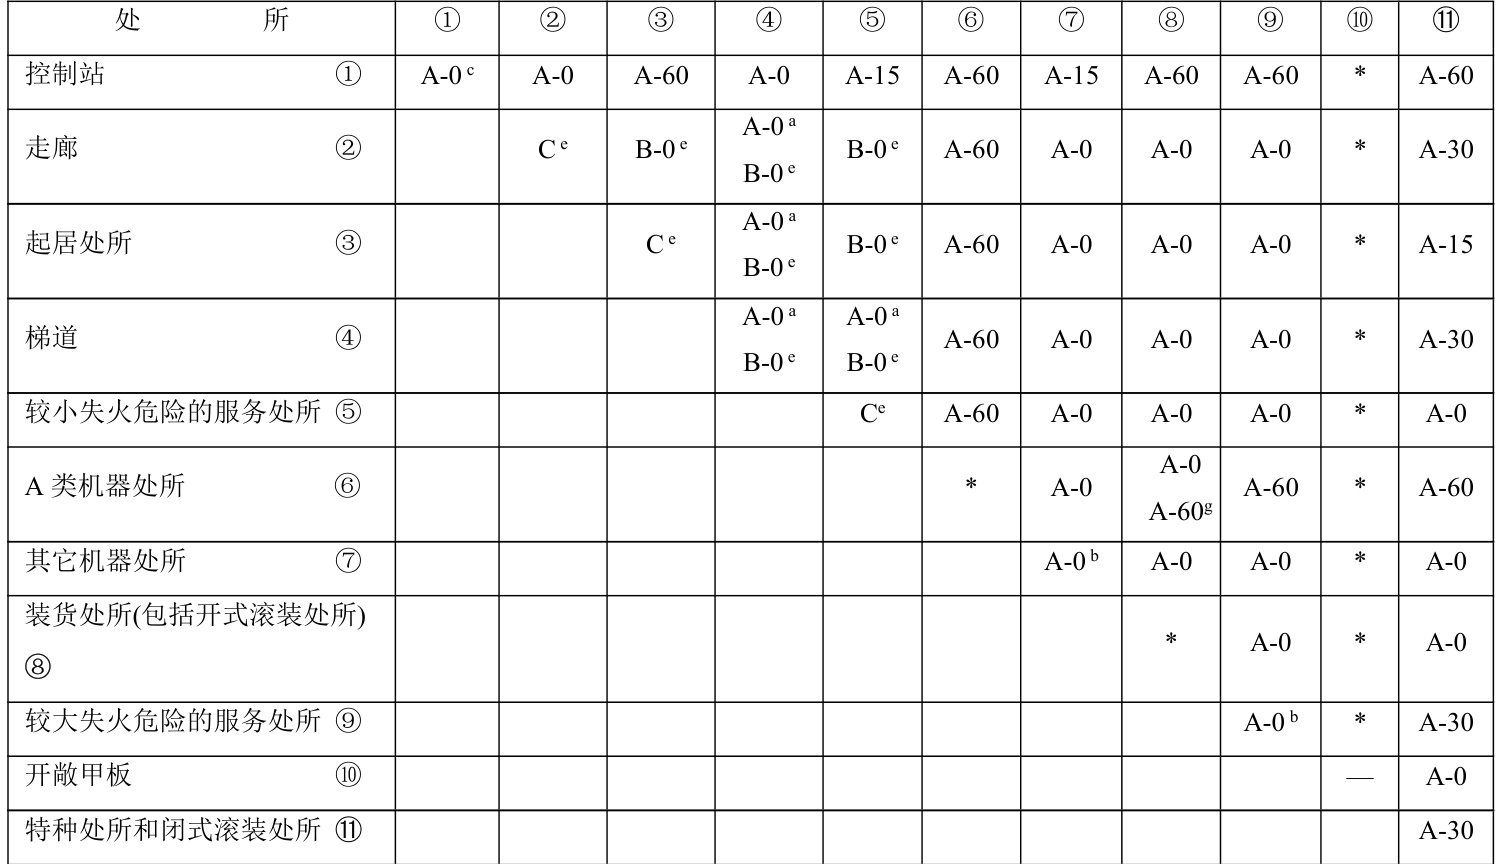 处 所 ① ② ③ ④ ⑤ ⑥ ⑦ ⑧ ⑨ ⑩ ⑪
控制站 ① A-0 c A-0 A-60 A-0 A-15 A-60 A-15 A-60 A-60 * A-60
走廊 ② C e B-0 e A-0 a B-0 e B-0 e A-60 A-0 A-0 A-0 * A-30
起居处所 ③ C e A-0 a B-0 e B-0 e A-60 A-0 A-0 A-0 * A-15
梯道 ④ A-0 a B-0 e A-0 a B-0 e A-60 A-0 A-0 A-0 * A-30
较小失火危险的服务处所 ⑤ Ce A-60 A-0 A-0 A-0 * A-0
A 类机器处所 ⑥ * A-0 A-0 A-60g A-60 * A-60
其它机器处所 ⑦ A-0 b A-0 A-0 * A-0
装货处所(包括开式滚装处所)
⑧ * A-0 * A-0
较大失火危险的服务处所 ⑨ A-0 b * A-30
开敞甲板 ⑩ — A-0
特种处所和闭式滚装处所 ⑪ A-30